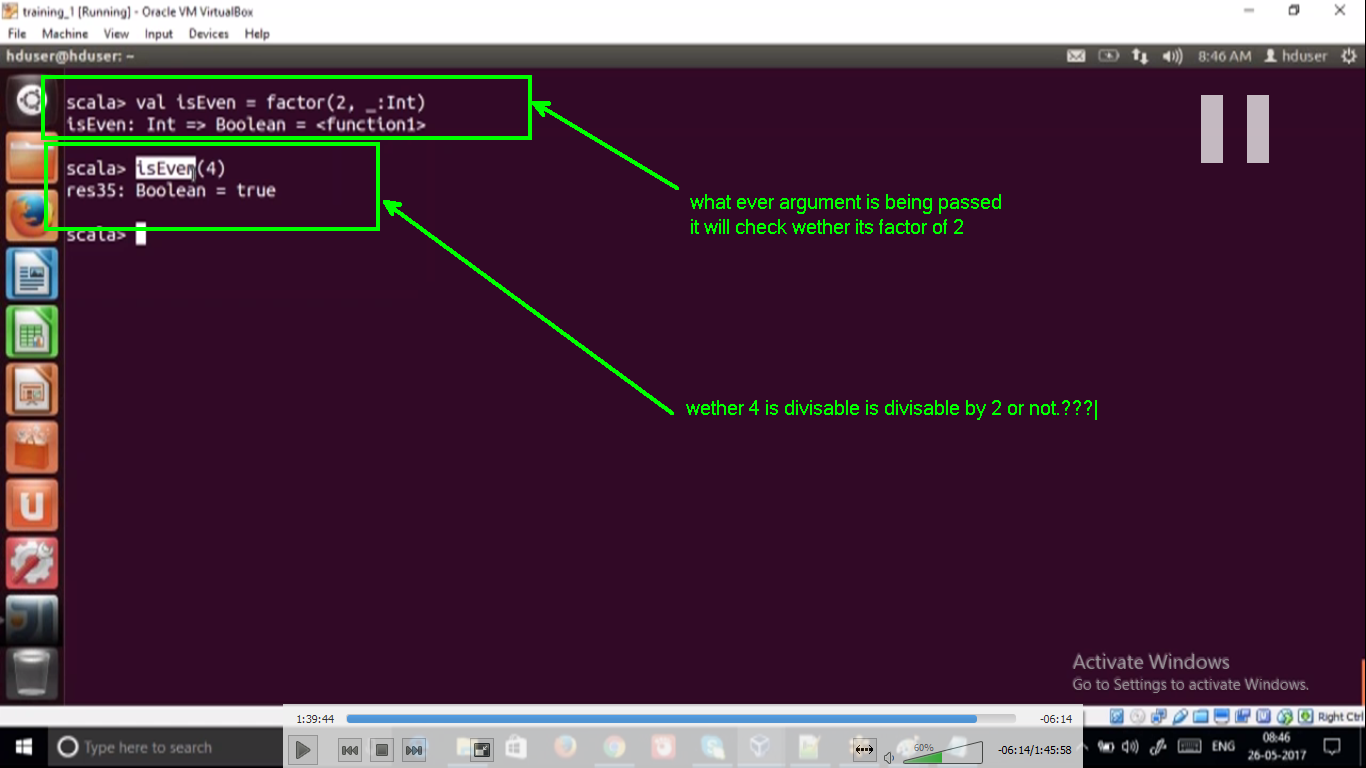 training_1 [Running] - Oracle VM VirtualBox
File Machine View Input Devices Help
hduser@hduser: ~
8:46 AM hduser
scala> val isEven = factor(2, _:Int)
isEven: Int => Boolean = <function1>
scala> isEven(4)
res35: Boolean = true
scala>
what ever argument is being passed
it will check wether its factor of 2
wether 4 is divisable is divisable by 2 or not.???|
Activate Windows
Go to Settings to activate Windows.
Right Ctrl
1:39:44
-06:14
Type here to search
60%
-06:14/1:45:58
ENG
08:46
26-05-2017